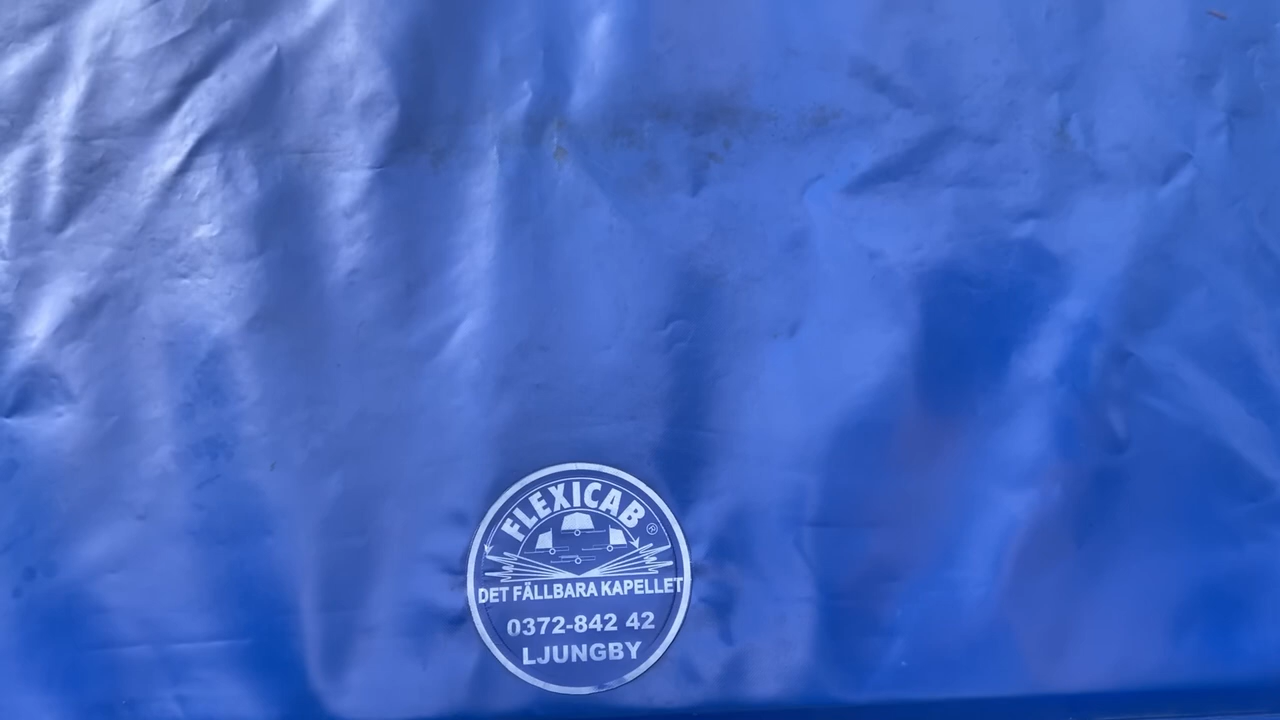 FLEXICAB
®
DET FÄLLBARA KAPELLET
0372-842 42
LJUNGBY